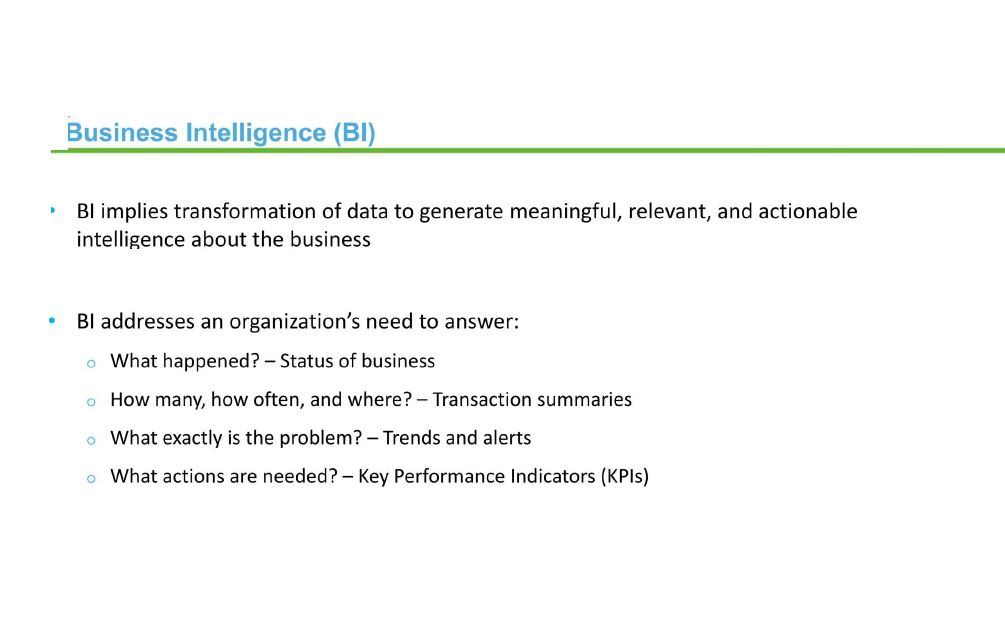 Business Intelligence (BI)
• BI implies transformation of data to generate meaningful, relevant, and actionable
intelligence about the business
• BI addresses an organization’s need to answer:
o What happened? – Status of business
o How many, how often, and where? – Transaction summaries
o What exactly is the problem? – Trends and alerts
o What actions are needed? – Key Performance Indicators (KPIs)